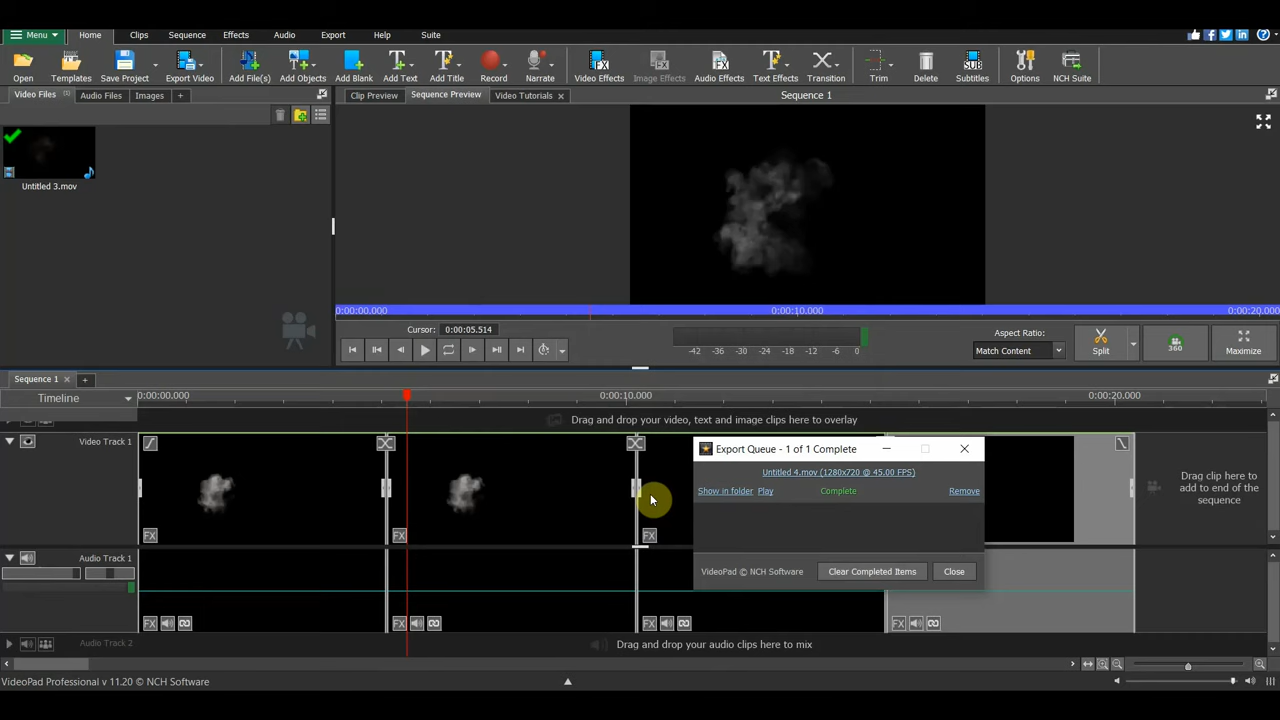 Menu Home Clips Sequence Effects Audio Export Help Suite
Open Templates Save Project Export Video Add File(s) Add Objects Add Blank Add Text Add Title Record Narrate Video Effects Image Effects Audio Effects Text Effects Transition Trim Delete Subtitles Options NCH Suite
Video Files (1) Audio Files Images +
Clip Preview Sequence Preview Video Tutorials Sequence 1
Untitled 3.mov
0:00:00.000 0:00:10.000 0:00:20.000
Cursor: 0:00:05.514
-42 -36 -30 -24 -18 -12 -6 0
Aspect Ratio:
Match Content
Split
360
Maximize
Sequence 1
Timeline
0:00:00.000 0:00:10.000 0:00:20.000
Drag and drop your video, text and image clips here to overlay
Video Track 1
FX FX FX
Export Queue - 1 of 1 Complete
Untitled 4.mov (1280x720 @ 45.00 FPS)
Show in folder Play Complete Remove
VideoPad © NCH Software Clear Completed Items Close
Drag clip here to
add to end of the
sequence
Audio Track 1
FX FX FX FX
Audio Track 2
Drag and drop your audio clips here to mix
VideoPad Professional v 11.20 © NCH Software